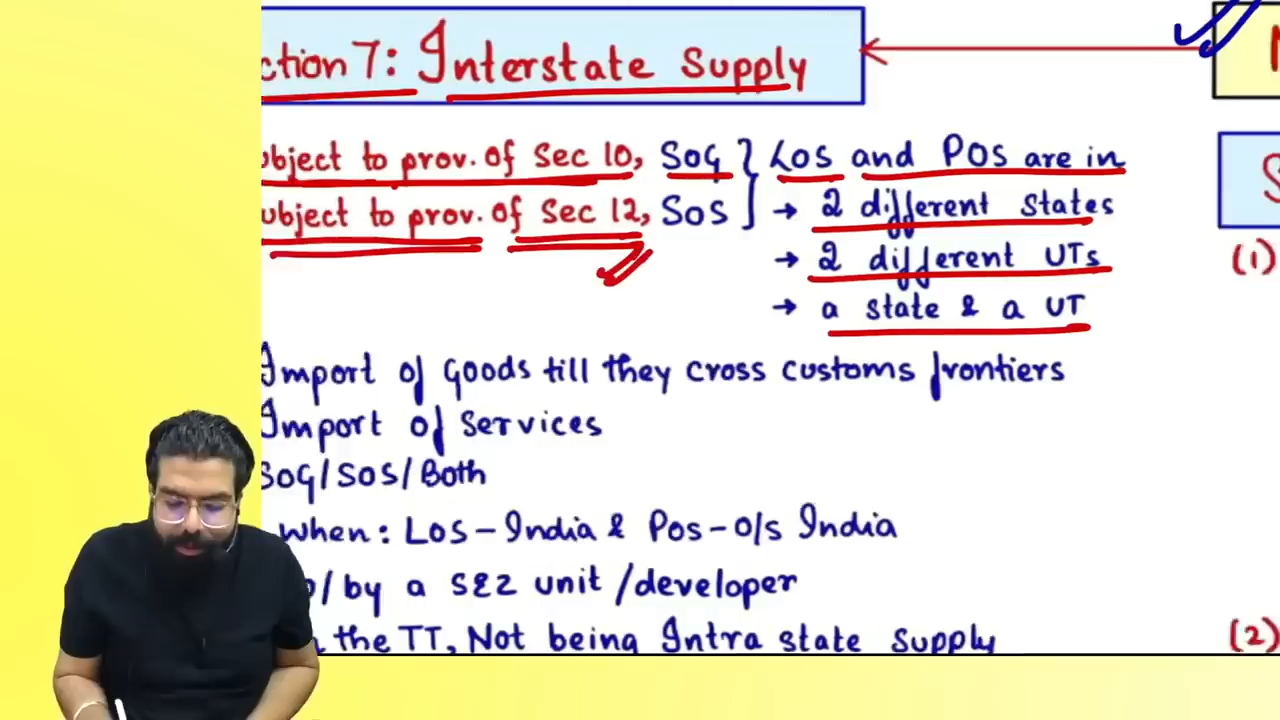 ction 7: Interstate Supply
ubject to prov. of Sec 10, SoG } LOS and POS are in
ubject to prov. of Sec 12, SOS → 2 different States
→ 2 different UTs
→ a state & a UT
(1)
Import of Goods till they cross customs frontiers
Import of Services
SOG/SOS/Both
when: LOS-India & POS-O/s India
/by a SEZ unit/developer
the TT, Not being Intra state supply
(2)